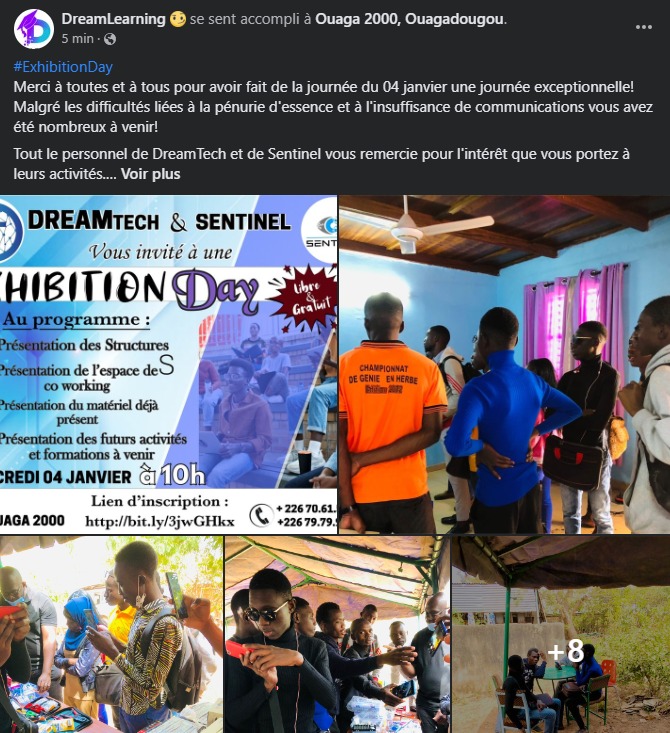 DreamLearning se sent accompli à Ouaga 2000, Ouagadougou.
5 min ·
#ExhibitionDay
Merci à toutes et à tous pour avoir fait de la journée du 04 janvier une journée exceptionnelle!
Malgré les difficultés liées à la pénurie d'essence et à l'insuffisance de communications vous avez
été nombreux à venir!
Tout le personnel de DreamTech et de Sentinel vous remercie pour l'intérêt que vous portez à
leurs activités.... Voir plus
DREAMTECH & SENTINEL
SENT
Vous invité à une
HIBITION Day
Libre
&
Gratuit
Au programme :
Présentation des Structures
Présentation de l'espace deS
co working
Présentation du matériel déjà
présent
Présentation des futurs activités
et formations à venir
CREDI 04 JANVIER à 10h
Lien d'inscription :
+ 226 70.61.
UAGA 2000
http://bit.ly/3jwGHkx
+226 79.79.
CHAMPIONNAT
DE GENIE EN HERBE
+8